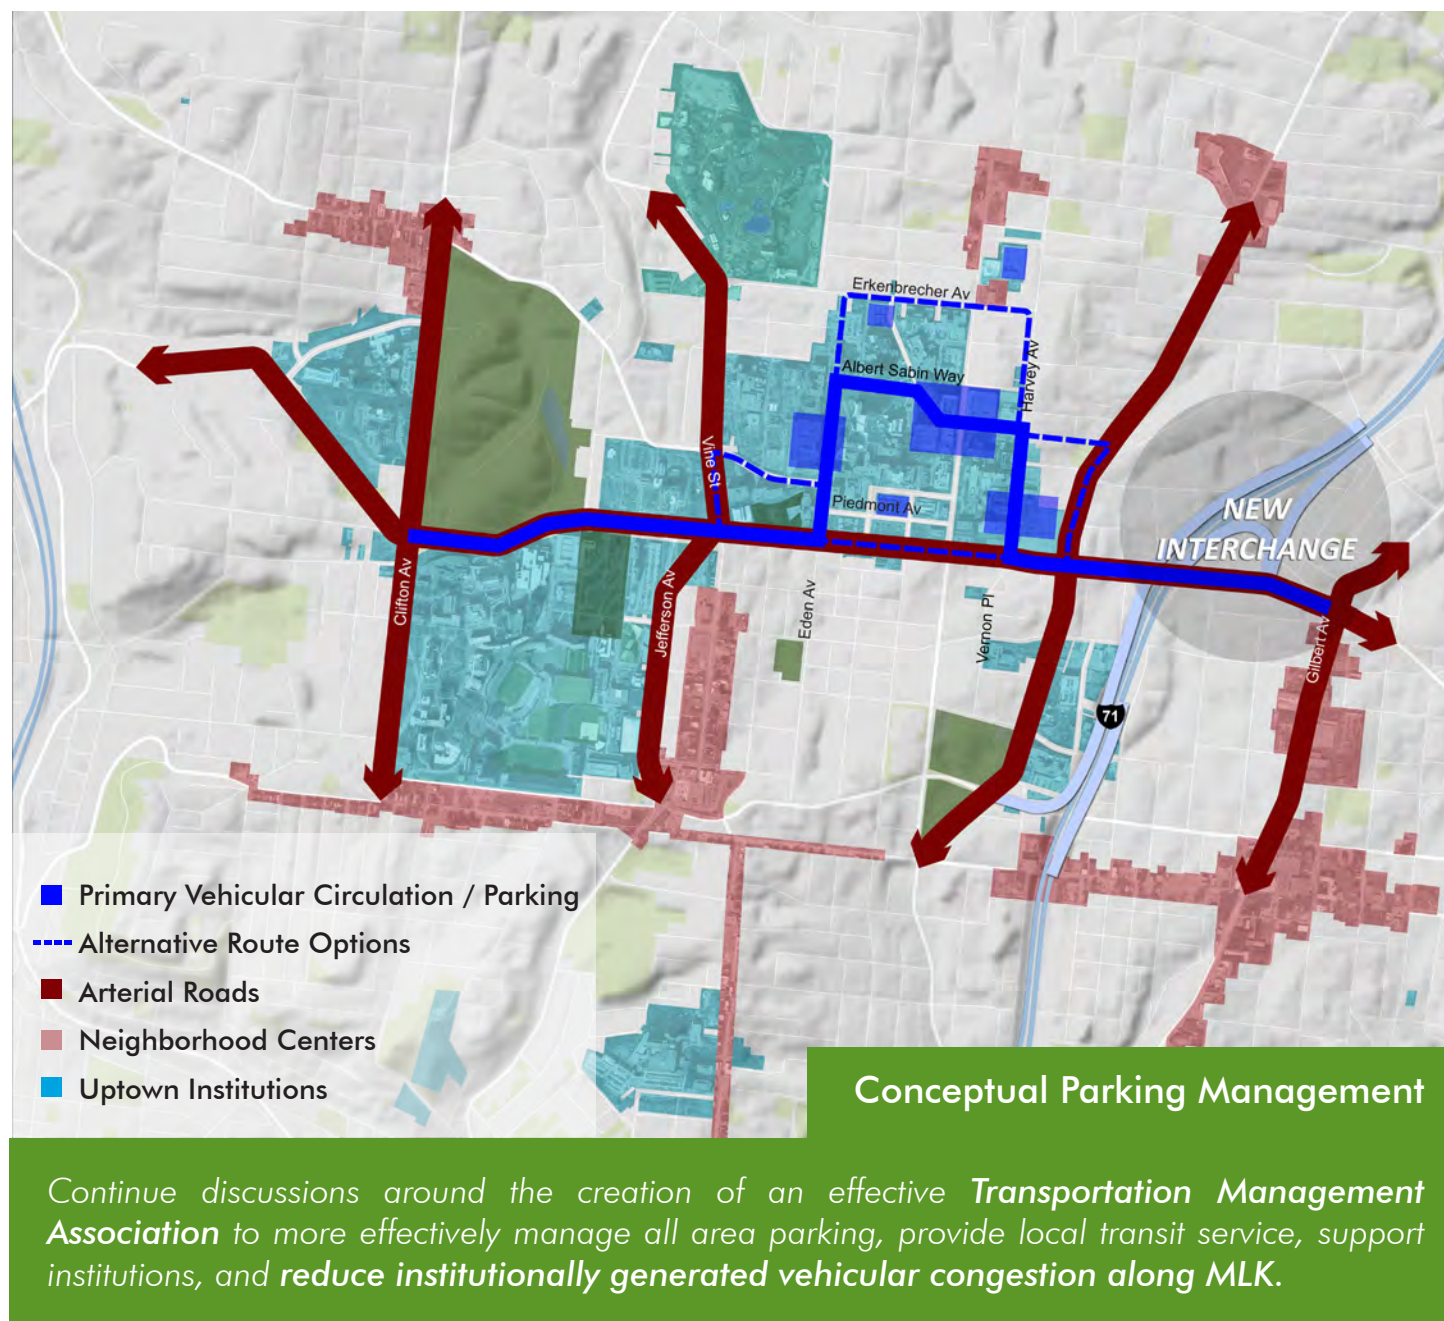 Erkenbrecher Av
Albert Sabin Way
Harvey Av
Vine St
Piedmont Av
NEW
INTERCHANGE
Clifton Av
Jefferson Av
Eden Av
Vernon Pl
Gilbert Av
71
Primary Vehicular Circulation / Parking
Alternative Route Options
Arterial Roads
Neighborhood Centers
Uptown Institutions
Conceptual Parking Management
Continue discussions around the creation of an effective Transportation Management
Association to more effectively manage all area parking, provide local transit service, support
institutions, and reduce institutionally generated vehicular congestion along MLK.